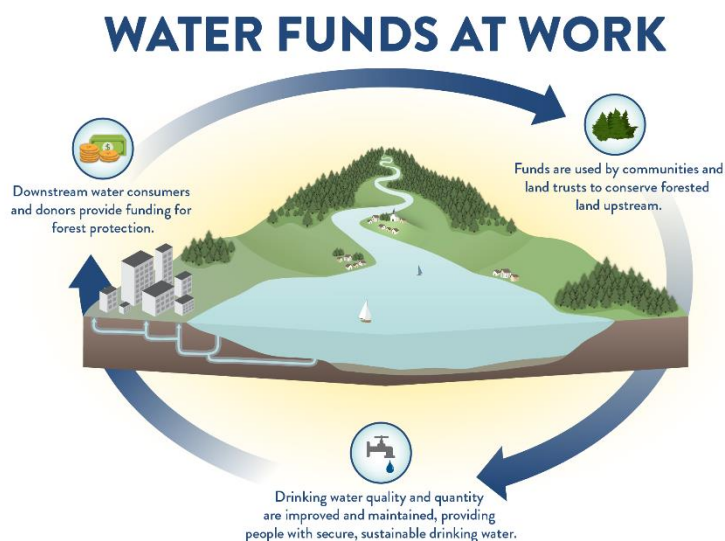 WATER FUNDS AT WORK
Downstream water consumers
and donors provide funding for
forest protection.
Funds are used by communities and
land trusts to conserve forested
land upstream.
Drinking water quality and quantity
are improved and maintained, providing
people with secure, sustainable drinking water.